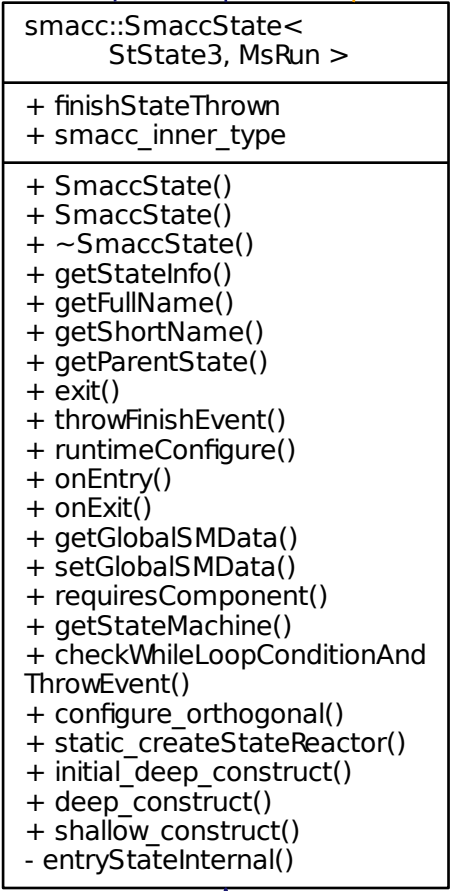 smacc::SmaccState<
StState3, MsRun >
+ finishStateThrown
+ smacc_inner_type
+ SmaccState()
+ SmaccState()
+ ~SmaccState()
+ getStateInfo()
+ getFullName()
+ getShortName()
+ getParentState()
+ exit()
+ throwFinishEvent()
+ runtimeConfigure()
+ onEntry()
+ onExit()
+ getGlobalSMData()
+ setGlobalSMData()
+ requiresComponent()
+ getStateMachine()
+ checkWhileLoopConditionAnd
ThrowEvent()
+ configure_orthogonal()
+ static_createStateReactor()
+ initial_deep_construct()
+ deep_construct()
+ shallow_construct()
- entryStateInternal()